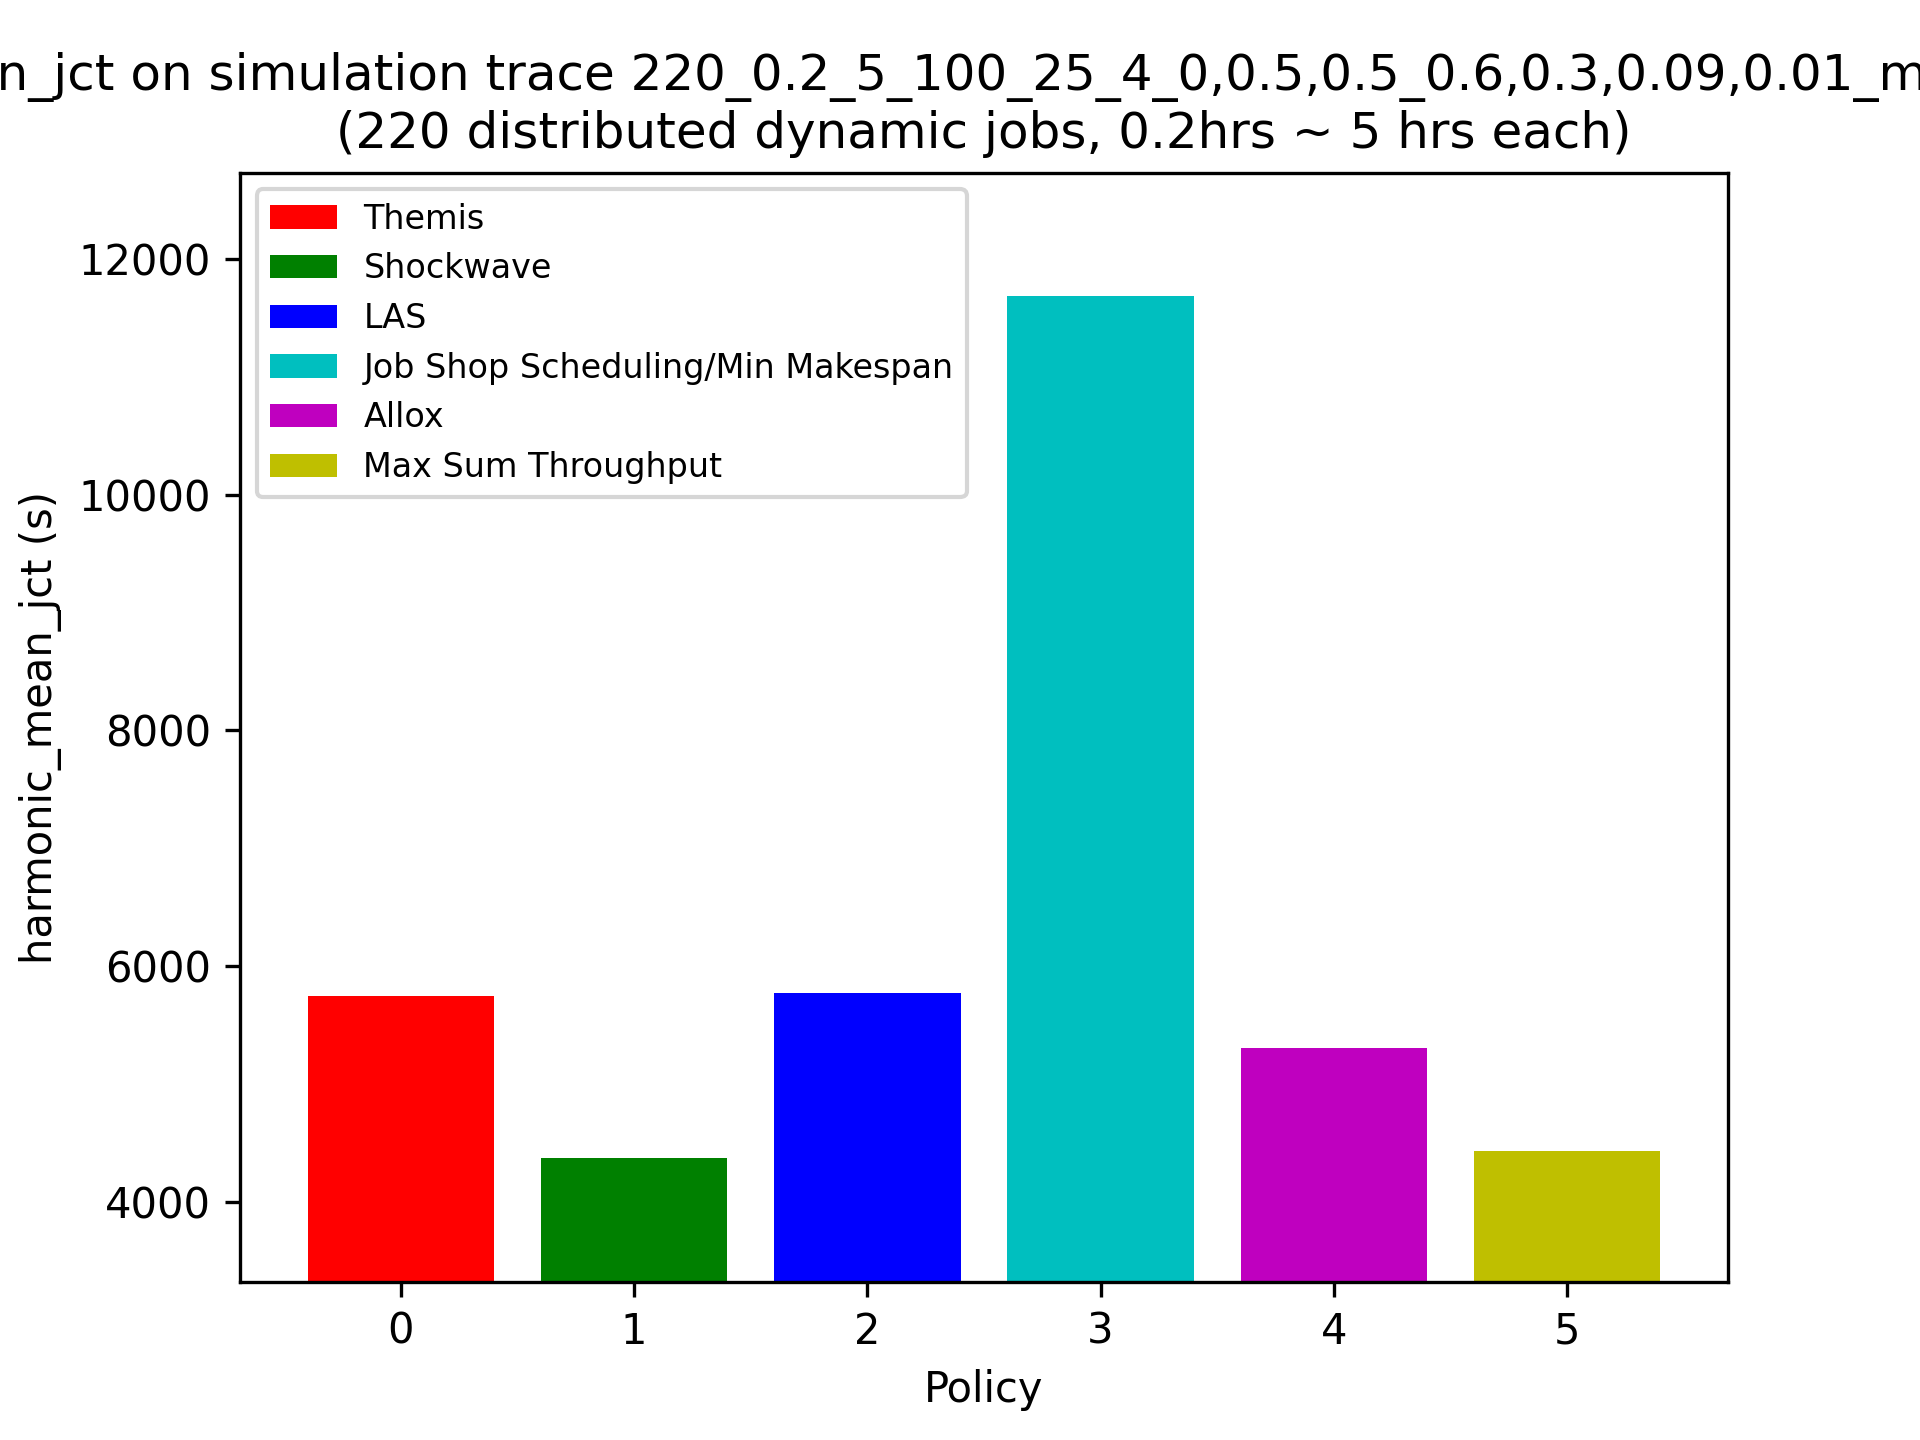 n_jct on simulation trace 220_0.2_5_100_25_4_0,0.5,0.5_0.6,0.3,0.09,0.01_m
(220 distributed dynamic jobs, 0.2hrs ~ 5 hrs each)
Themis
Shockwave
LAS
Job Shop Scheduling/Min Makespan
Allox
Max Sum Throughput
harmonic_mean_jct (s)
12000
10000
8000
6000
4000
0 1 2 3 4 5
Policy